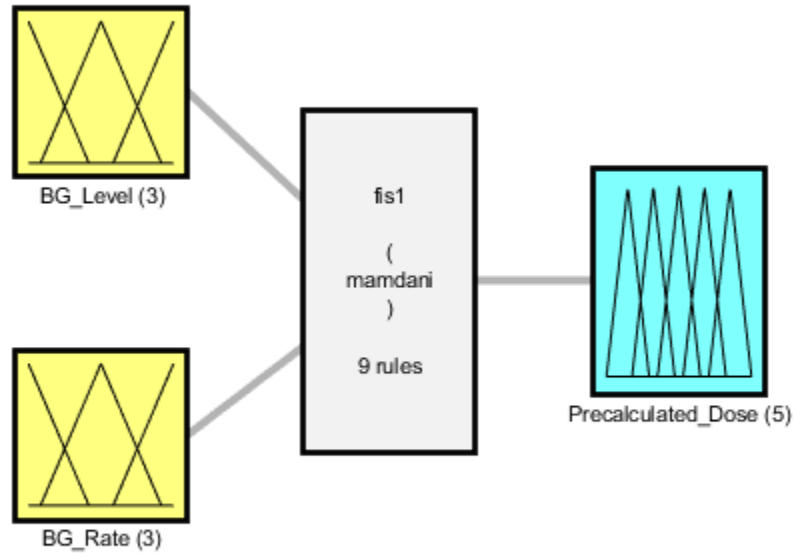 BG_Level (3)
fis1
(
mamdani
)
9 rules
Precalculated_Dose (5)
BG_Rate (3)